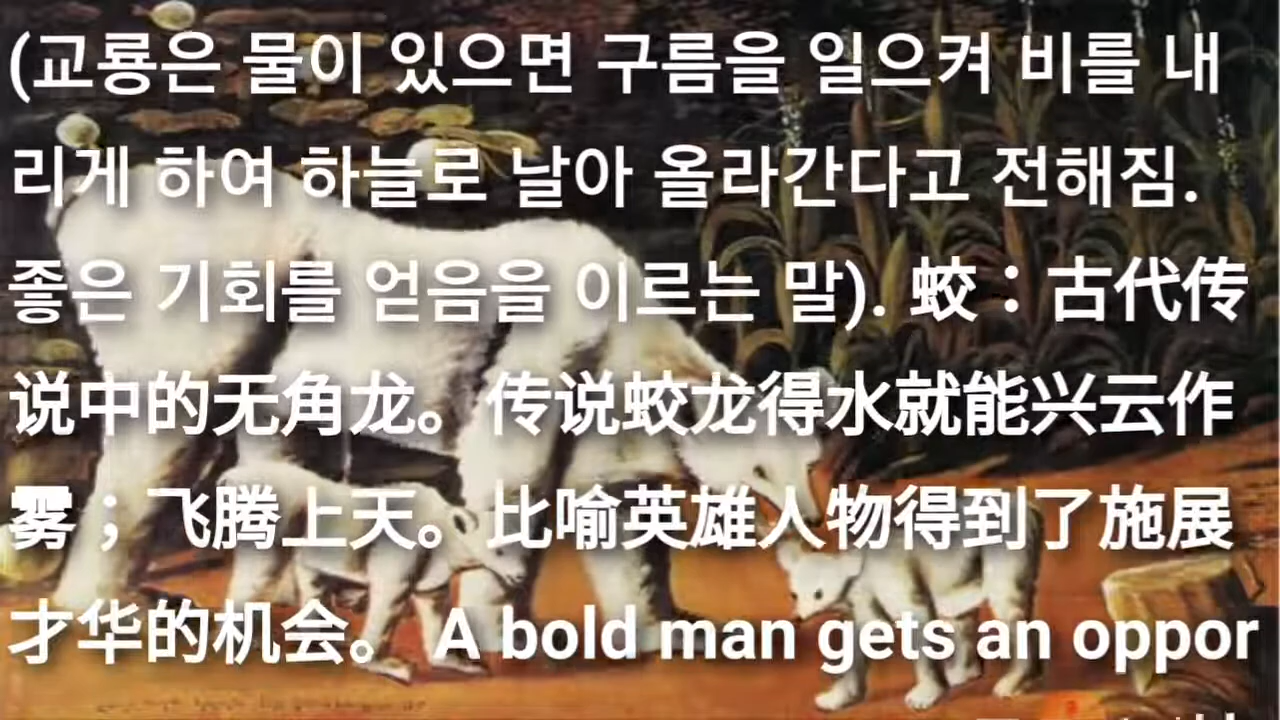 (교룡은 물이 있으면 구름을 일으켜 비를 내
리게 하여 하늘로 날아 올라간다고 전해짐.
좋은 기회를 얻음을 이르는 말). 蛟：古代传
说中的无角龙。传说蛟龙得水就能兴云作
雾；飞腾上天。比喻英雄人物得到了施展
才华的机会。 A bold man gets an oppor